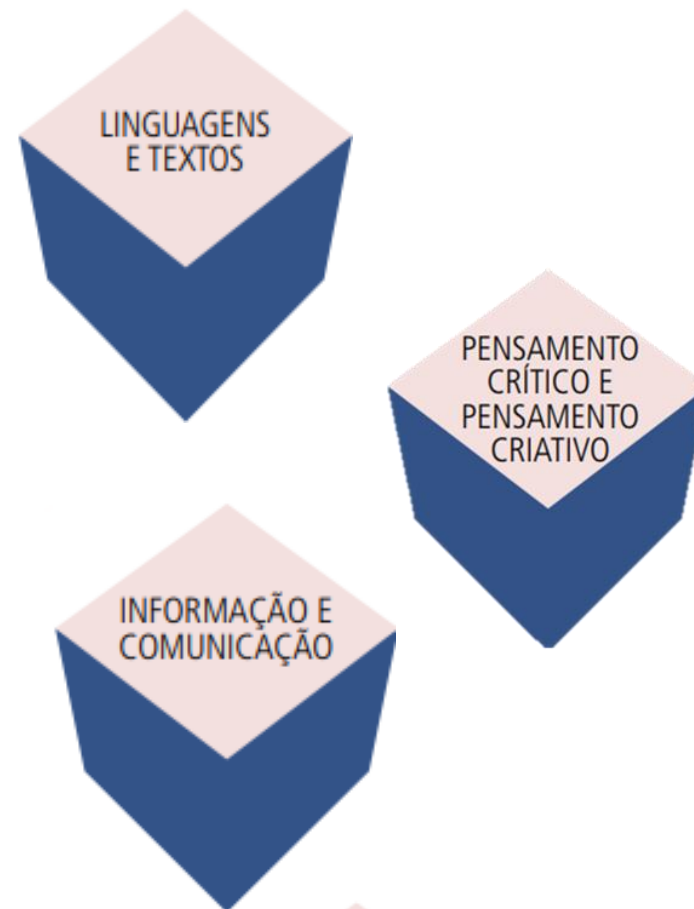 LINGUAGENS
E TEXTOS
PENSAMENTO
CRÍTICO E
PENSAMENTO
CRIATIVO
INFORMAÇÃO E
COMUNICAÇÃO